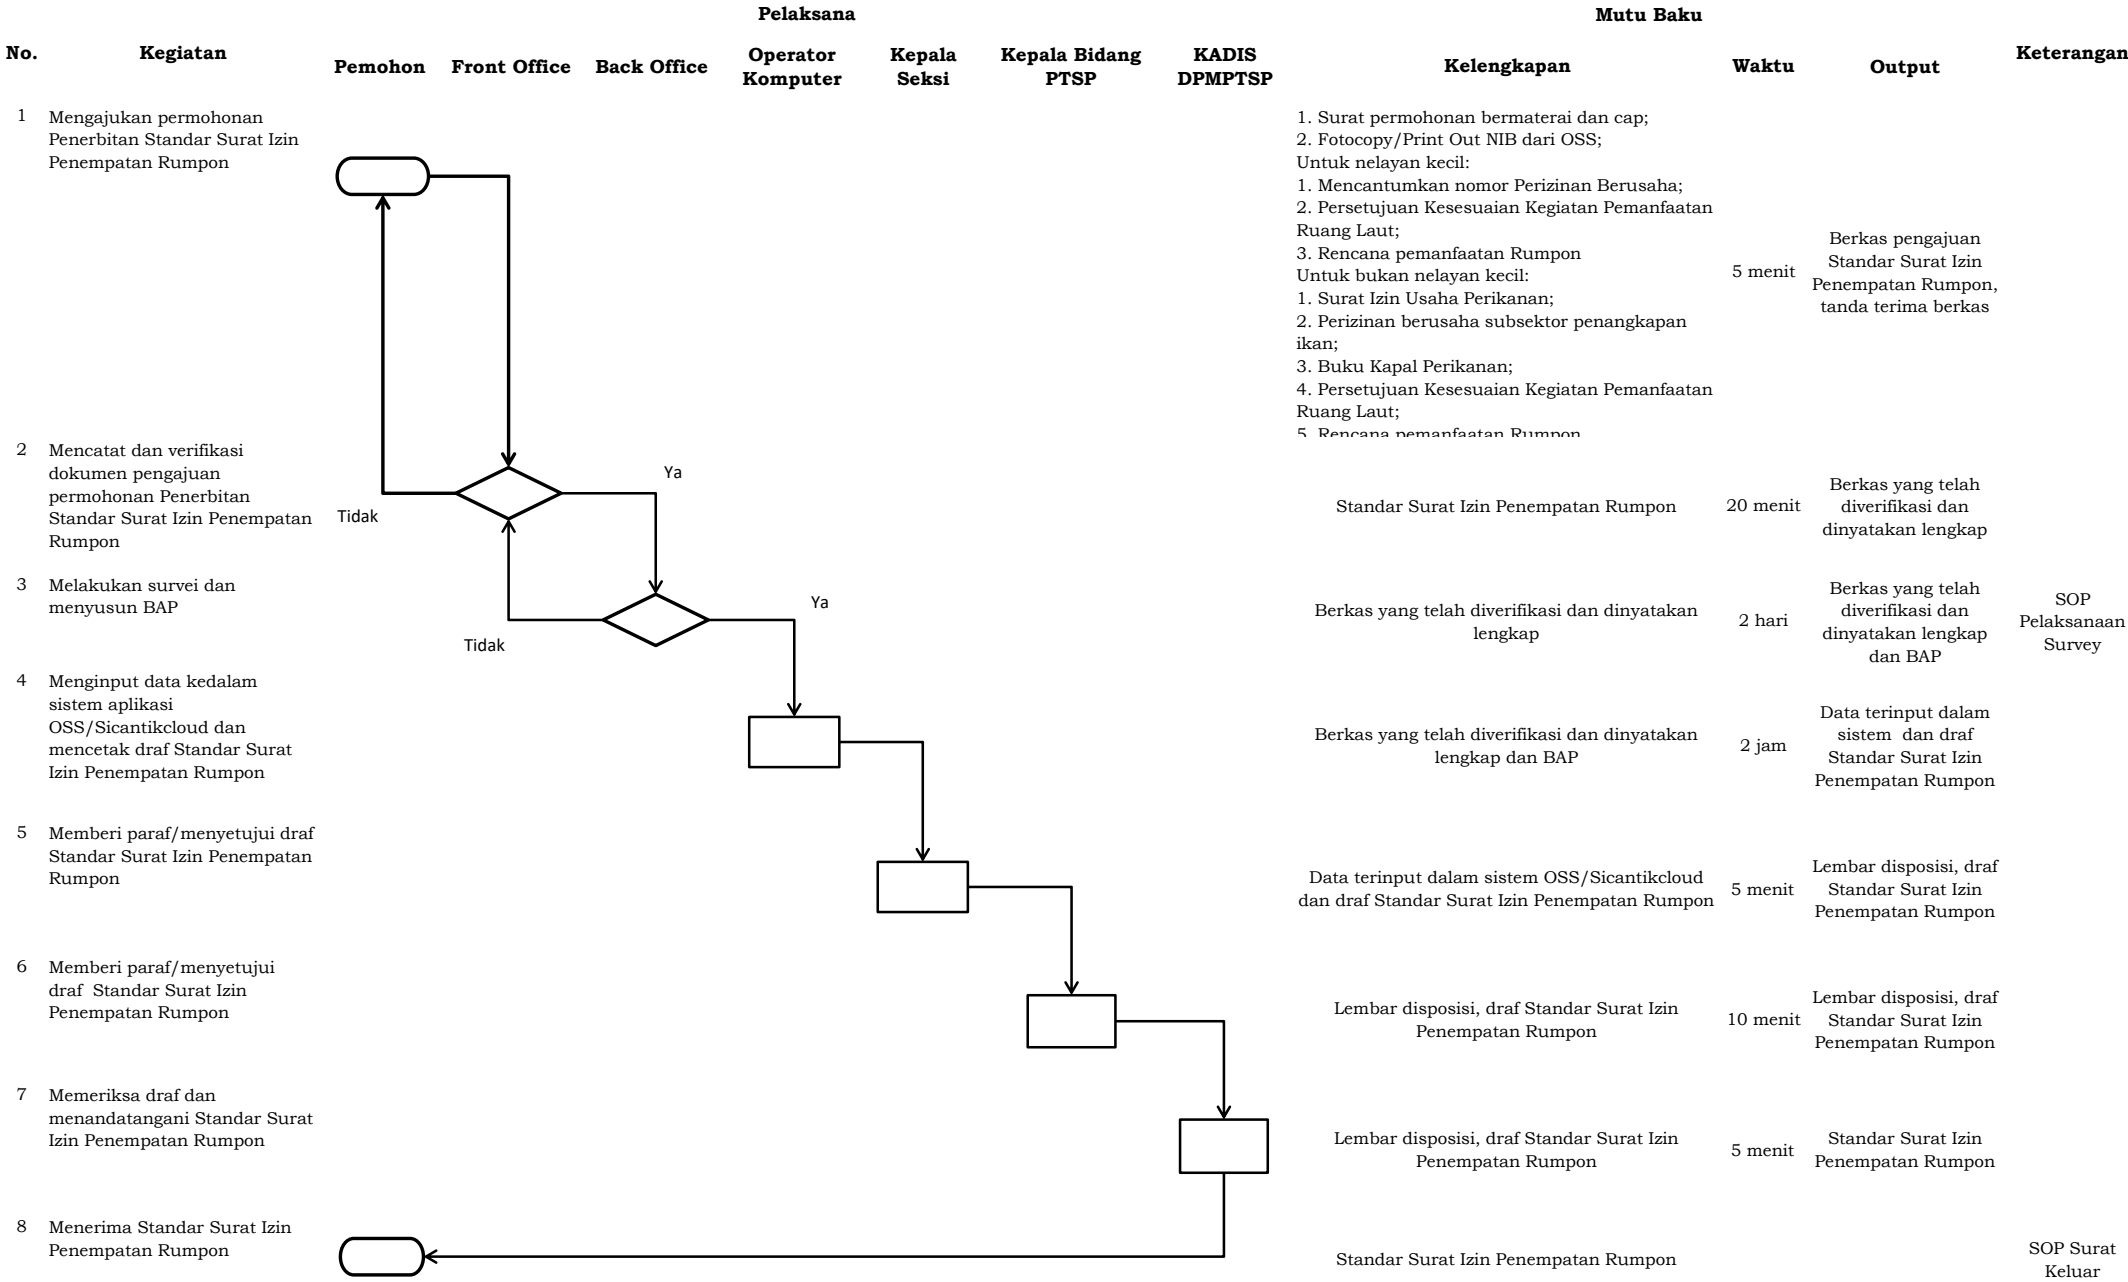 Pelaksana
Mutu Baku
No.
Kegiatan
Pemohon
Front Office
Back Office
Operator
Komputer
Kepala
Seksi
Kepala Bidang
PTSP
KADIS
DPMPTSP
Kelengkapan
Waktu
Output
Keterangan
1
Mengajukan permohonan
Penerbitan Standar Surat Izin
Penempatan Rumpon
1. Surat permohonan bermaterai dan cap;
2. Fotocopy/Print Out NIB dari OSS;
Untuk nelayan kecil:
1. Mencantumkan nomor Perizinan Berusaha;
2. Persetujuan Kesesuaian Kegiatan Pemanfaatan
Ruang Laut;
3. Rencana pemanfaatan Rumpon
Untuk bukan nelayan kecil:
1. Surat Izin Usaha Perikanan;
2. Perizinan berusaha subsektor penangkapan
ikan;
3. Buku Kapal Perikanan;
4. Persetujuan Kesesuaian Kegiatan Pemanfaatan
Ruang Laut;
5. Rencana pemanfaatan Rumpon
5 menit
Berkas pengajuan
Standar Surat Izin
Penempatan Rumpon,
tanda terima berkas
2
Mencatat dan verifikasi
dokumen pengajuan
permohonan Penerbitan
Standar Surat Izin Penempatan
Rumpon
Tidak
Ya
Standar Surat Izin Penempatan Rumpon
20 menit
Berkas yang telah
diverifikasi dan
dinyatakan lengkap
3
Melakukan survei dan
menyusun BAP
Tidak
Ya
Berkas yang telah diverifikasi dan dinyatakan
lengkap
2 hari
Berkas yang telah
diverifikasi dan
dinyatakan lengkap
dan BAP
SOP
Pelaksanaan
Survey
4
Menginput data kedalam
sistem aplikasi
OSS/Sicantikcloud dan
mencetak draf Standar Surat
Izin Penempatan Rumpon
Berkas yang telah diverifikasi dan dinyatakan
lengkap dan BAP
2 jam
Data terinput dalam
sistem dan draf
Standar Surat Izin
Penempatan Rumpon
5
Memberi paraf/menyetujui draf
Standar Surat Izin Penempatan
Rumpon
Data terinput dalam sistem OSS/Sicantikcloud
dan draf Standar Surat Izin Penempatan Rumpon
5 menit
Lembar disposisi, draf
Standar Surat Izin
Penempatan Rumpon
6
Memberi paraf/menyetujui
draf Standar Surat Izin
Penempatan Rumpon
Lembar disposisi, draf Standar Surat Izin
Penempatan Rumpon
10 menit
Lembar disposisi, draf
Standar Surat Izin
Penempatan Rumpon
7
Memeriksa draf dan
menandatangani Standar Surat
Izin Penempatan Rumpon
Lembar disposisi, draf Standar Surat Izin
Penempatan Rumpon
5 menit
Standar Surat Izin
Penempatan Rumpon
8
Menerima Standar Surat Izin
Penempatan Rumpon
Standar Surat Izin Penempatan Rumpon
SOP Surat
Keluar